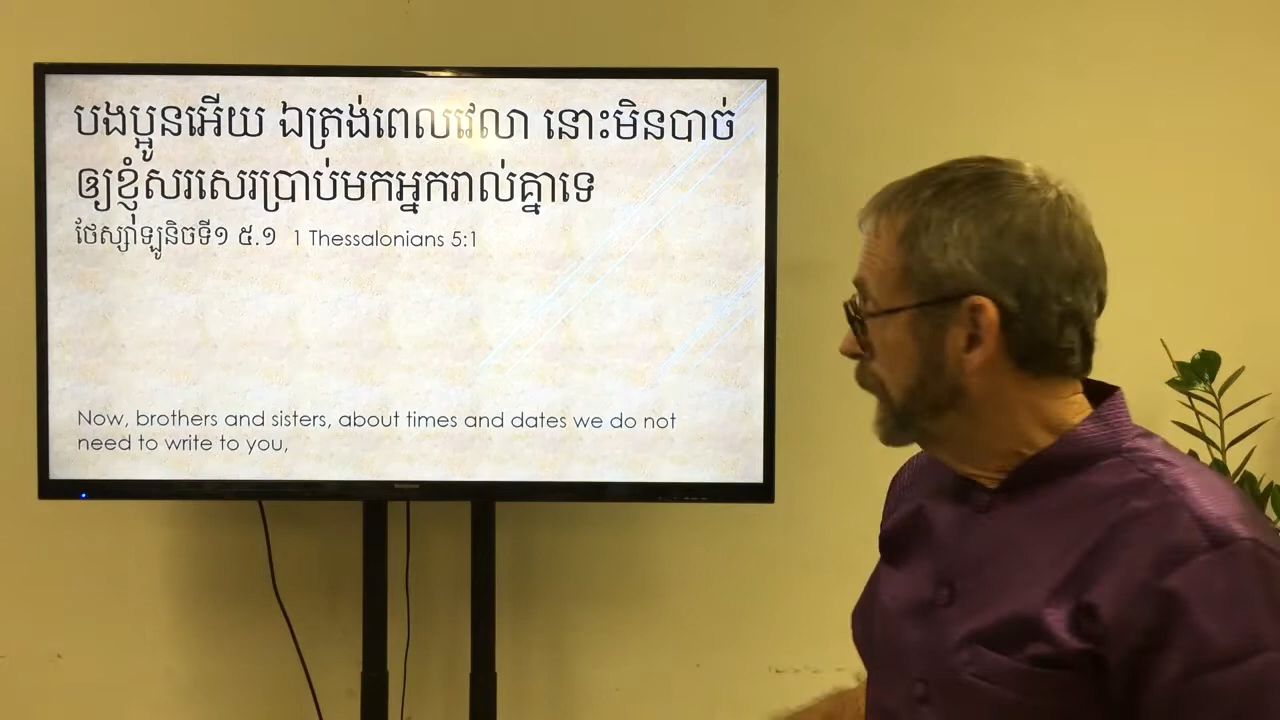 បងប្អូនអើយ ឯត្រង់ពេលវេលា នោះមិនបាច់
ឲ្យខ្ញុំសរសេរប្រាប់មកអ្នករាល់គ្នាទេ
ថែស្សាឡូនិចទី១ ៥.១ 1 Thessalonians 5:1
Now, brothers and sisters, about times and dates we do not
need to write to you,